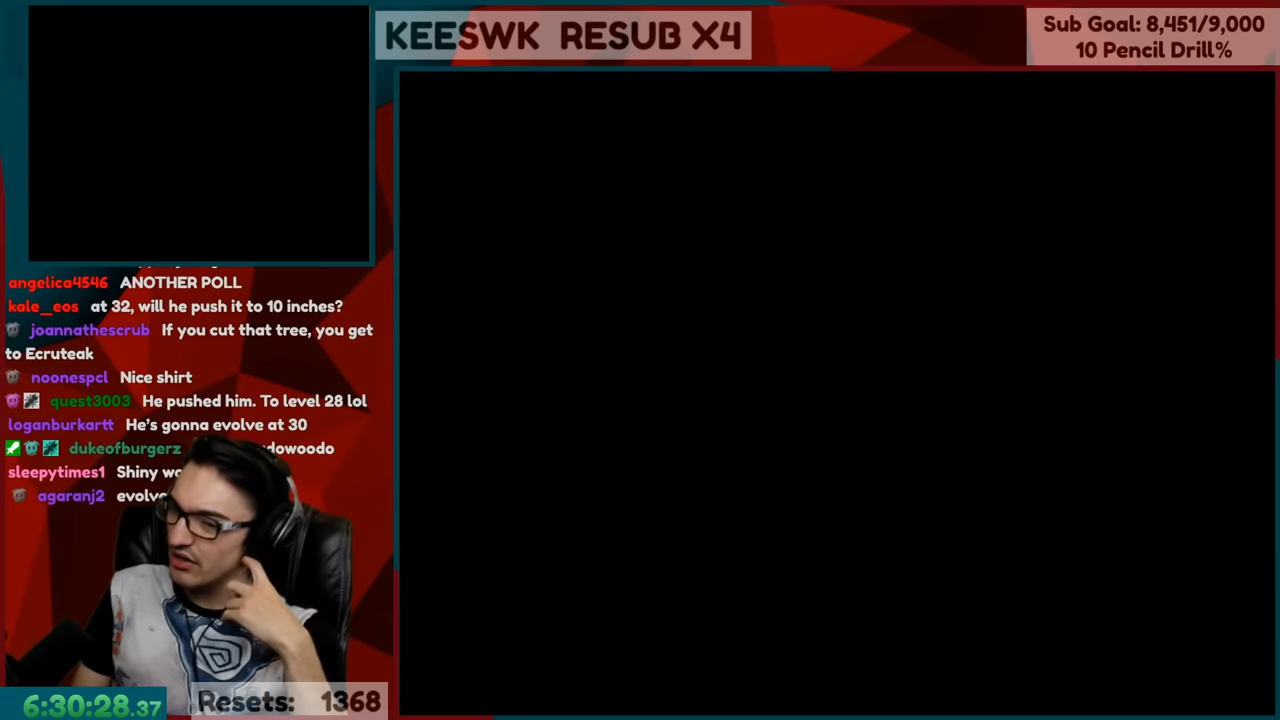 KEESWK RESUB X4
Sub Goal: 8,451/9,000
10 Pencil Drill%
angelica4546 ANOTHER POLL
kale_eos at 32, will he push it to 10 inches?
joannathescrub If you cut that tree, you get
to Ecruteak
noonespcl Nice shirt
quest3003 He pushed him. To level 28 lol
loganburkartt He's gonna evolve at 30
dukeofburgerz
sleepytimes1 Shiny
agaranj2
6:30:28.37
Resets: 1368